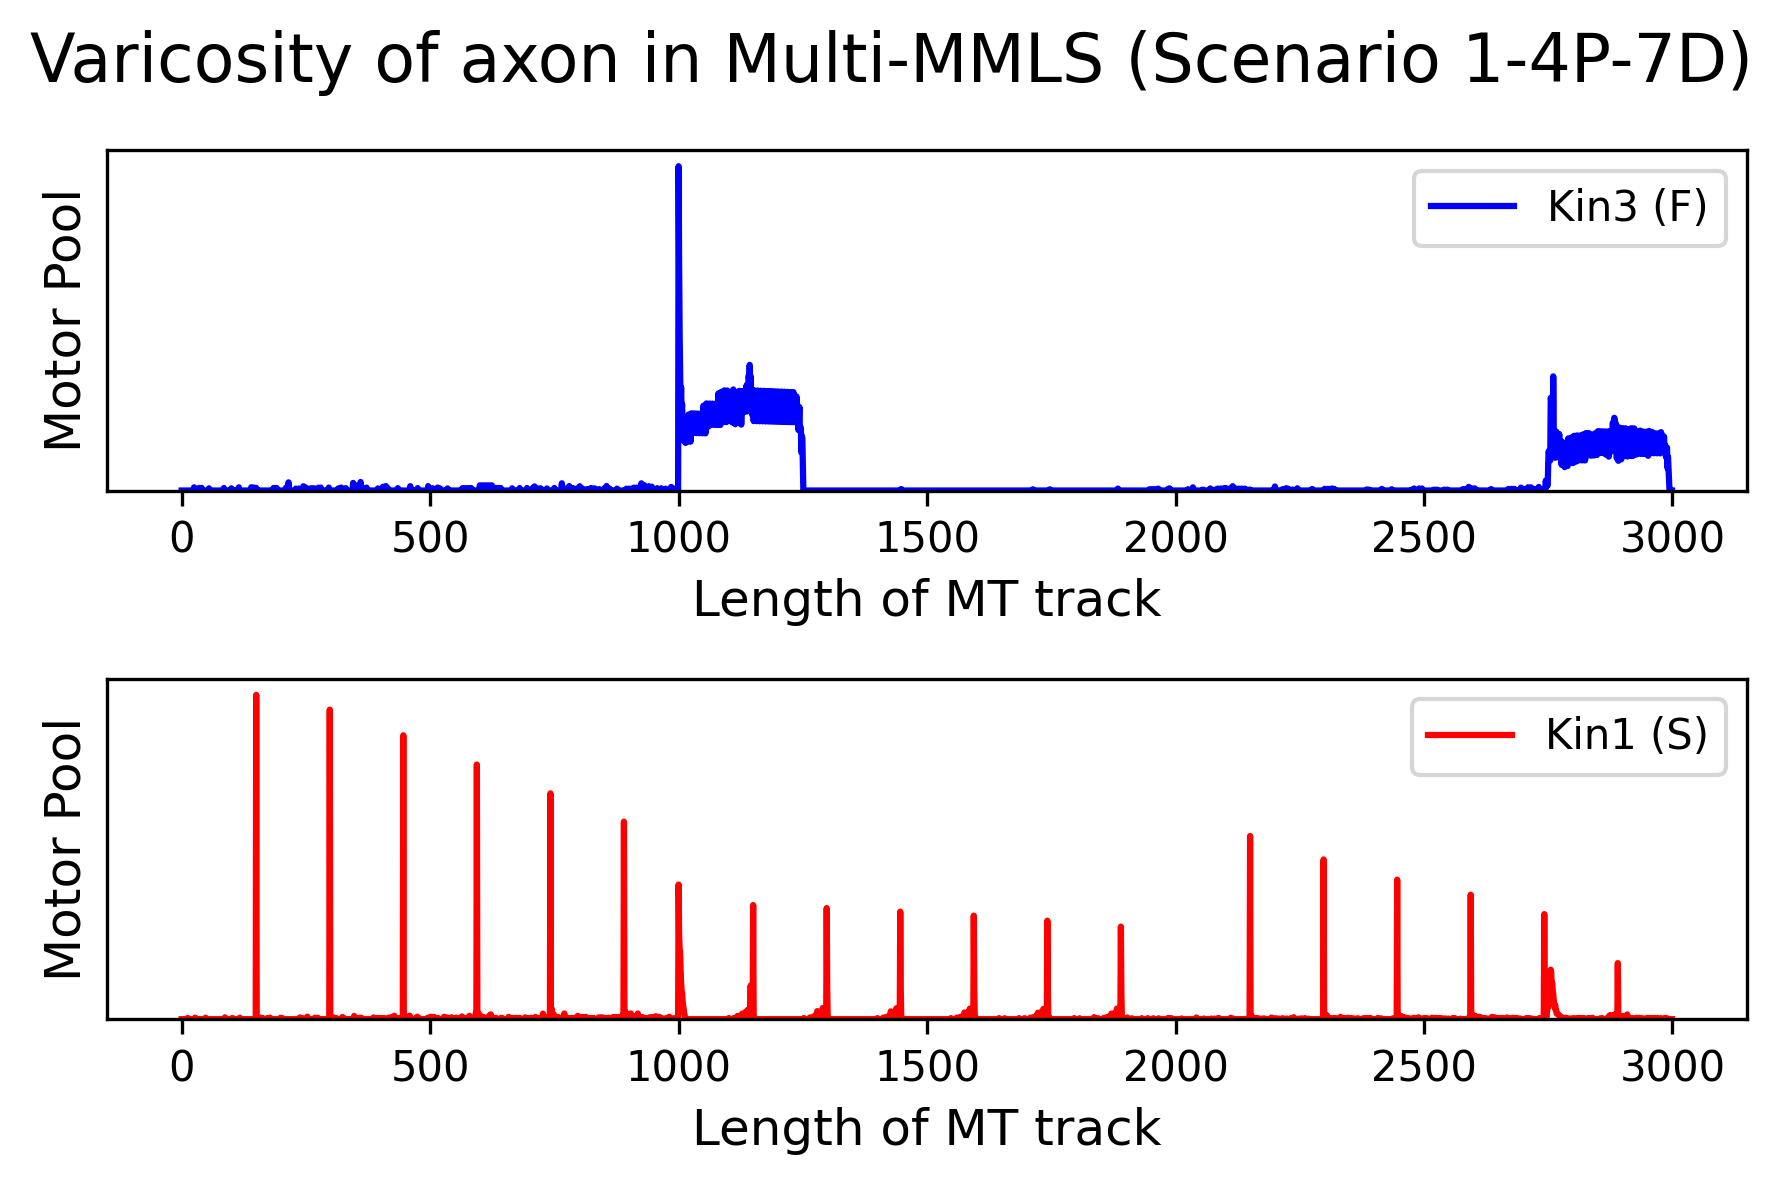 Varicosity of axon in Multi-MMLS (Scenario 1-4P-7D)
Motor Pool
Kin3 (F)
0 500 1000 1500 2000 2500 3000
Length of MT track
Motor Pool
Kin1 (S)
0 500 1000 1500 2000 2500 3000
Length of MT track